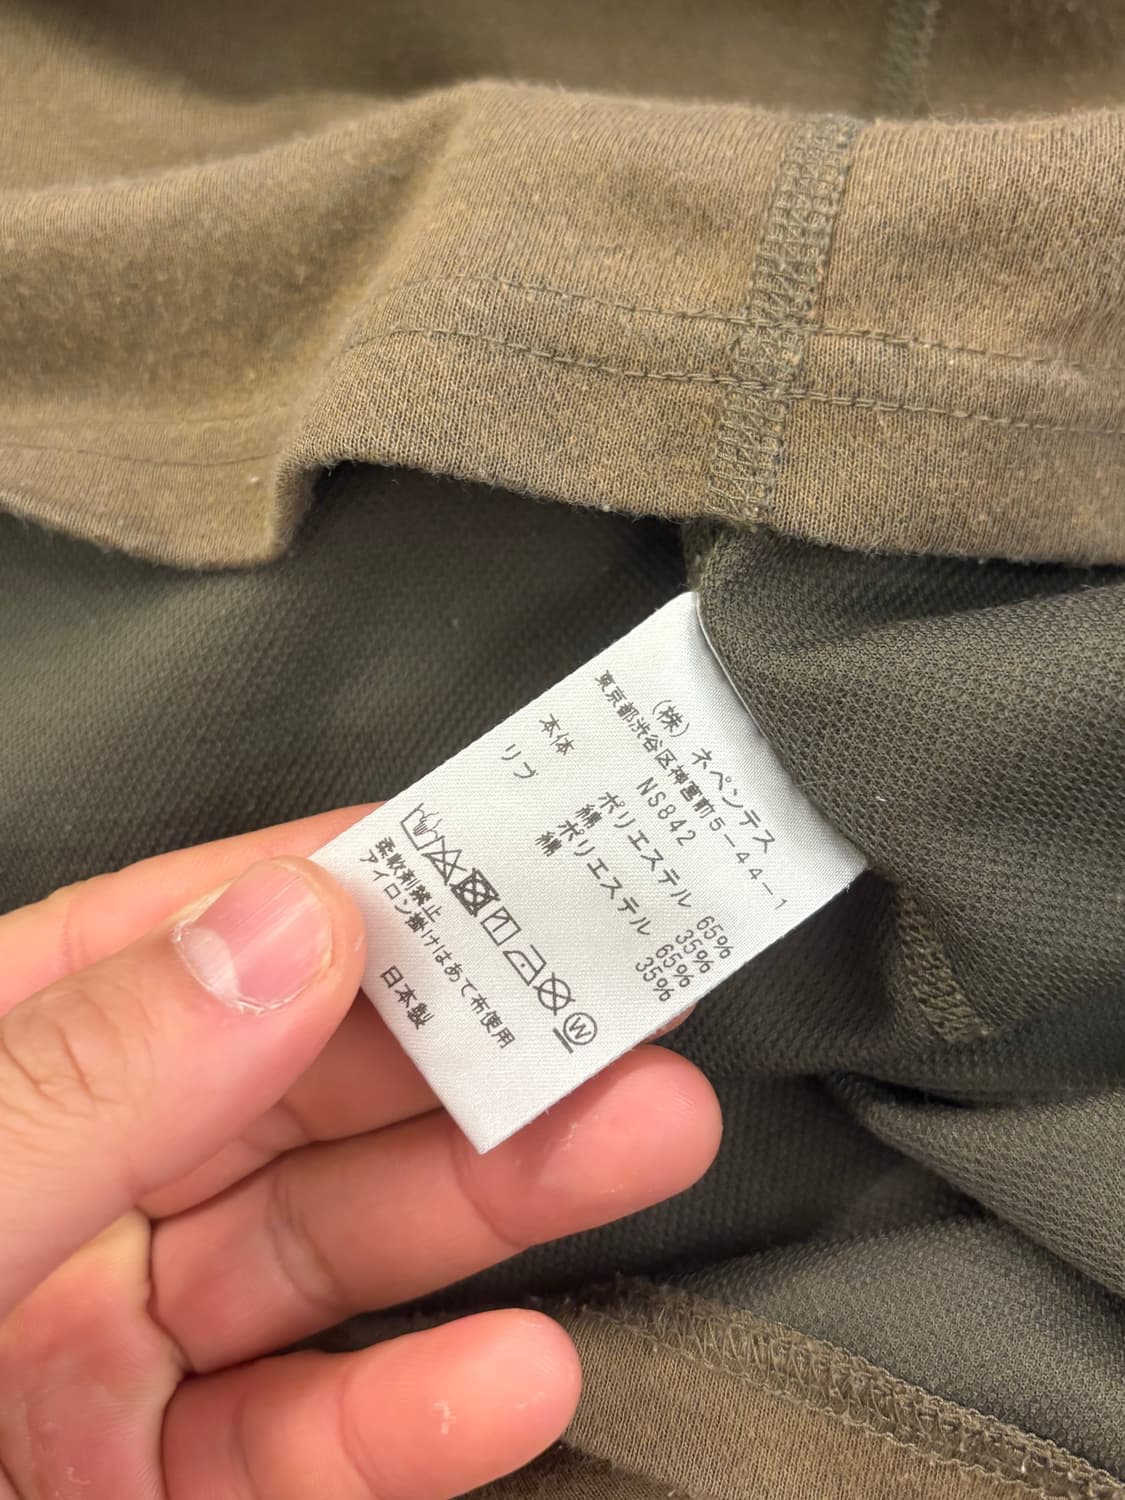 (株)ネペンテス
東京都渋谷区神宮前5-44-1
NS842
本体 ポリエステル 65%
綿 35%
リブ ポリエステル 65%
綿 35%
W
柔軟剤禁止
アイロン掛けはあて布使用
日本製